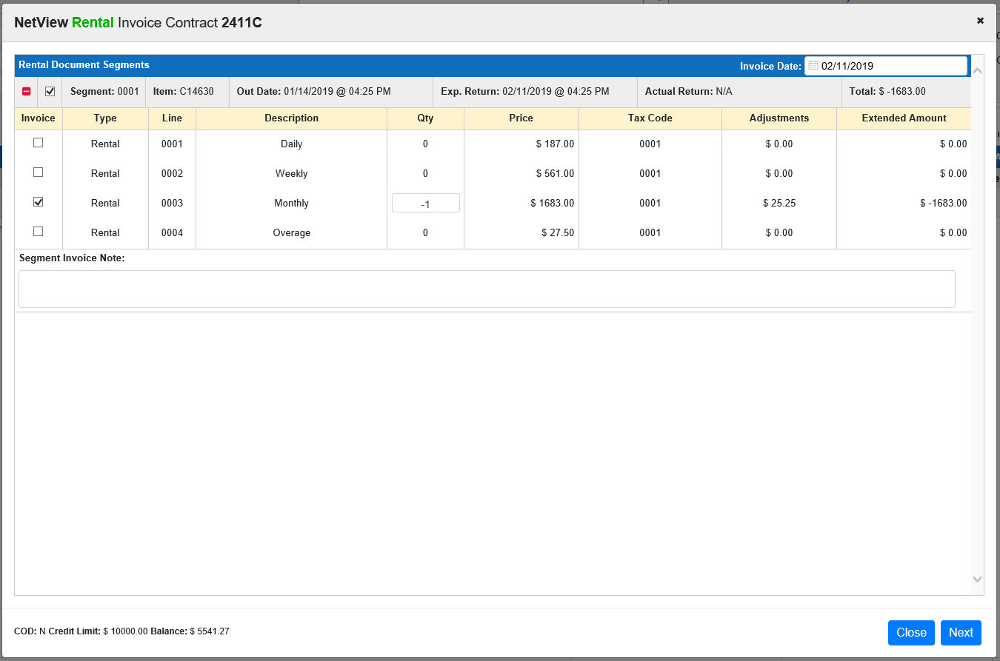 NetView Rental Invoice Contract 2411C
Rental Document Segments Invoice Date: 02/11/2019
Segment: 0001 Item: C14630 Out Date: 01/14/2019 @ 04:25 PM Exp. Return: 02/11/2019 @ 04:25 PM Actual Return: N/A Total: $ -1683.00
Invoice Type Line Description Qty Price Tax Code Adjustments Extended Amount
Rental 0001 Daily 0 $ 187.00 0001 $ 0.00 $ 0.00
Rental 0002 Weekly 0 $ 561.00 0001 $ 0.00 $ 0.00
Rental 0003 Monthly -1 $ 1683.00 0001 $ 25.25 $ -1683.00
Rental 0004 Overage 0 $ 27.50 0001 $ 0.00 $ 0.00
Segment Invoice Note:
COD: N Credit Limit: $ 10000.00 Balance: $ 5541.27
Close Next